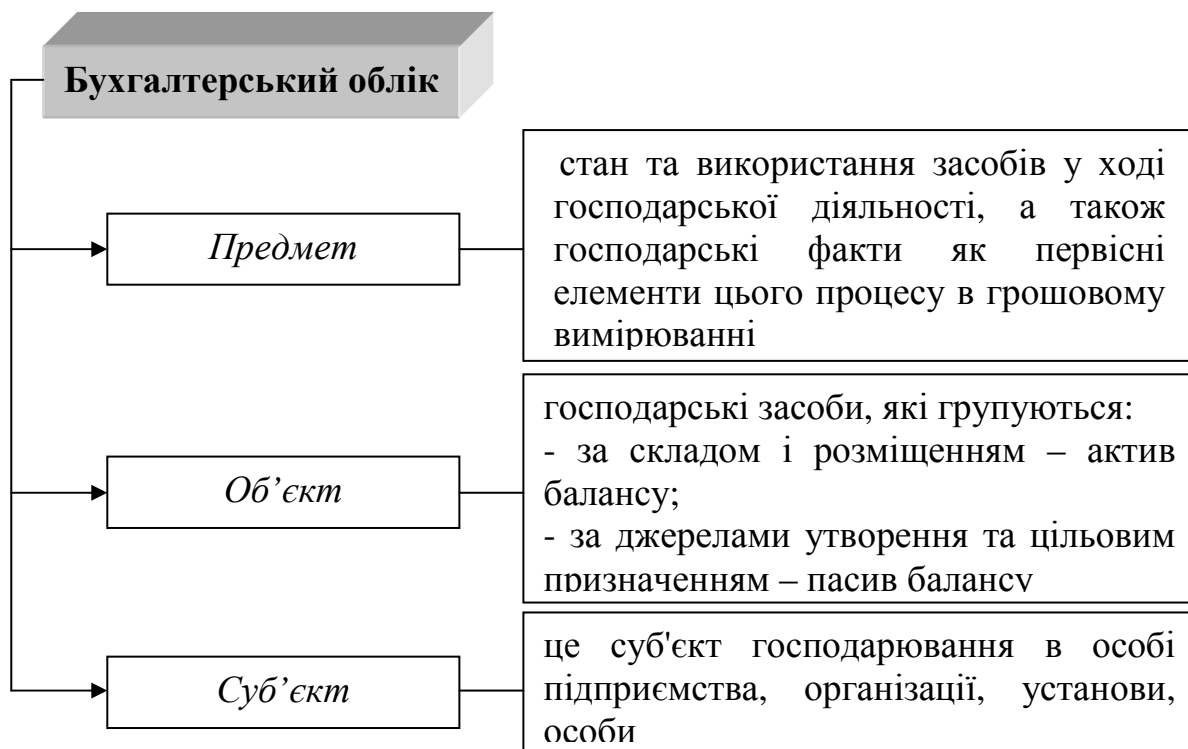 Бухгалтерський облік
Предмет
стан та використання засобів у ході
господарської діяльності, а також
господарські факти як первісні
елементи цього процесу в грошовому
вимірюванні
Об’єкт
господарські засоби, які групуються:
- за складом і розміщенням – актив
балансу;
- за джерелами утворення та цільовим
призначенням – пасив балансу
Суб’єкт
це суб'єкт господарювання в особі
підприємства, організації, установи,
особи